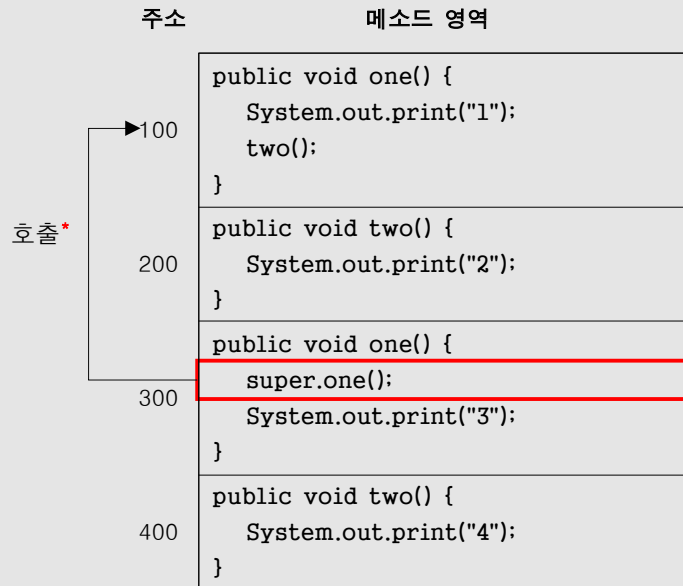 주소 메소드 영역
public void one() {
System.out.print("1");
100
two();
}
호출*
public void two() {
200 System.out.print("2");
}
public void one() {
super.one();
300
System.out.print("3");
}
public void two() {
400 System.out.print("4");
}